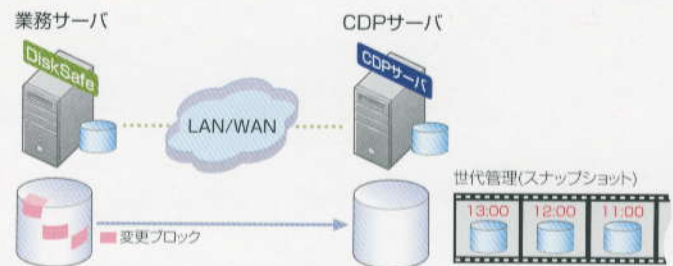 業務サーバ
CDPサーバ
DiskSafe
CDPサーバ
LAN/WAN
世代管理(スナップショット)
13:00 12:00 11:00
変更ブロック